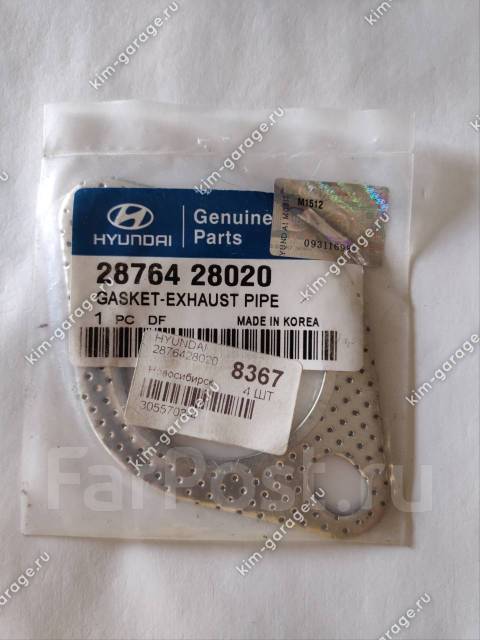 HYUNDAI
Genuine
Parts
M1512
28764 28020
GASKET-EXHAUST PIPE
1 PC DF MADE IN KOREA
HYUNDAI
2876428020
Новосибирск
8367
4 ШТ
FarPost.ru
kim-garage.ru